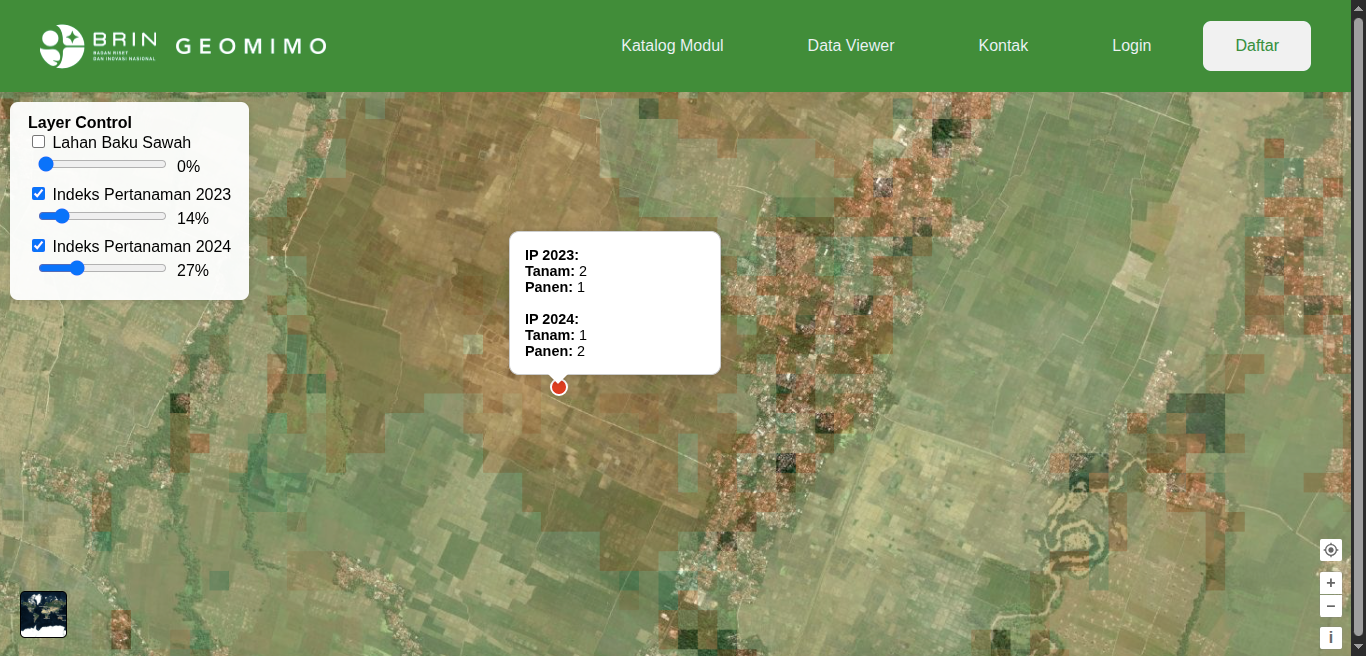 BRIN
BADAN RISET
DAN INOVASI NASIONAL
GEOMIMO
Katalog Modul
Data Viewer
Kontak
Login
Daftar
Layer Control
Lahan Baku Sawah
0%
Indeks Pertanaman 2023
14%
Indeks Pertanaman 2024
27%
IP 2023:
Tanam: 2
Panen: 1
IP 2024:
Tanam: 1
Panen: 2
+
−
i